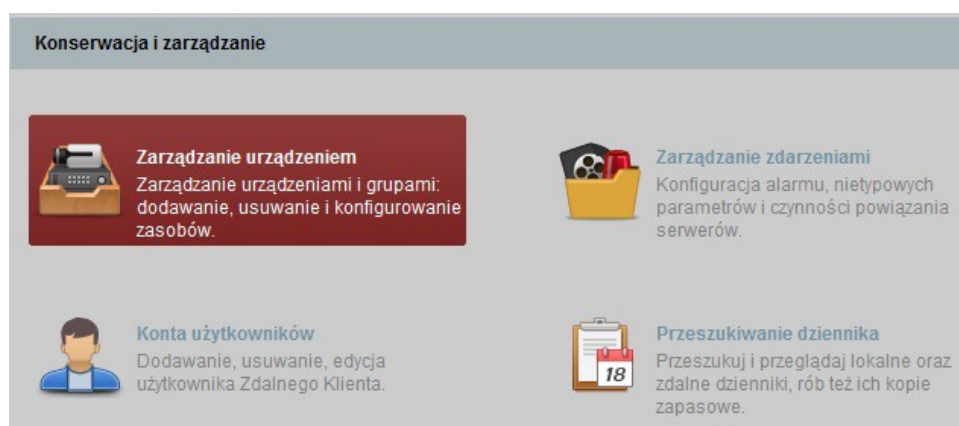 Konserwacja i zarządzanie
Zarządzanie urządzeniem
Zarządzanie urządzeniami i grupami:
dodawanie, usuwanie i konfigurowanie
zasobów.
Zarządzanie zdarzeniami
Konfiguracja alarmu, nietypowych
parametrów i czynności powiązania
serwerów.
Konta użytkowników
Dodawanie, usuwanie, edycja
użytkownika Zdalnego Klienta.
Przeszukiwanie dziennika
Przeszukuj i przeglądaj lokalne oraz
zdalne dzienniki, rób też ich kopie
zapasowe.
18